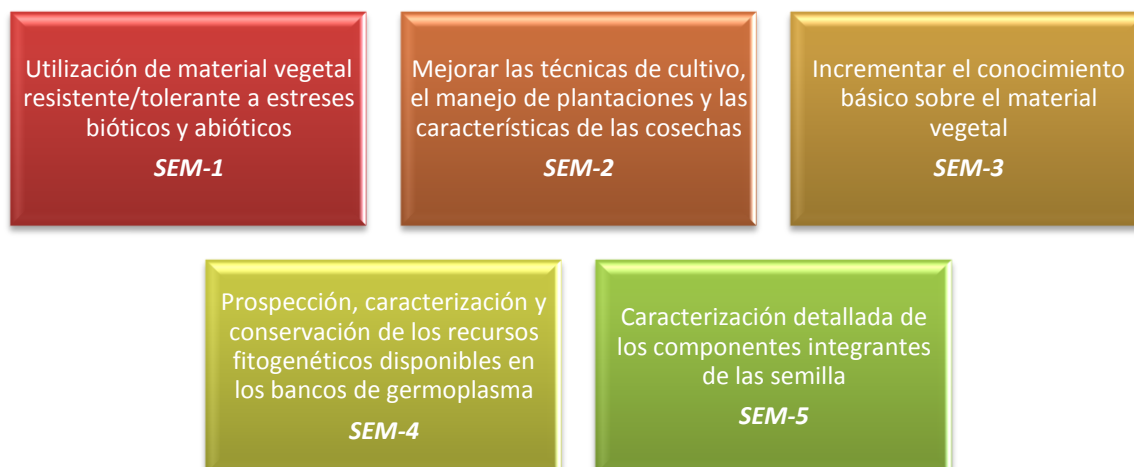 Utilización de material vegetal
resistente/tolerante a estreses
bióticos y abióticos
SEM-1
Mejorar las técnicas de cultivo,
el manejo de plantaciones y las
características de las cosechas
SEM-2
Incrementar el conocimiento
básico sobre el material
vegetal
SEM-3
Prospección, caracterización y
conservación de los recursos
fitogenéticos disponibles en
los bancos de germoplasma
SEM-4
Caracterización detallada de
los componentes integrantes
de las semilla
SEM-5